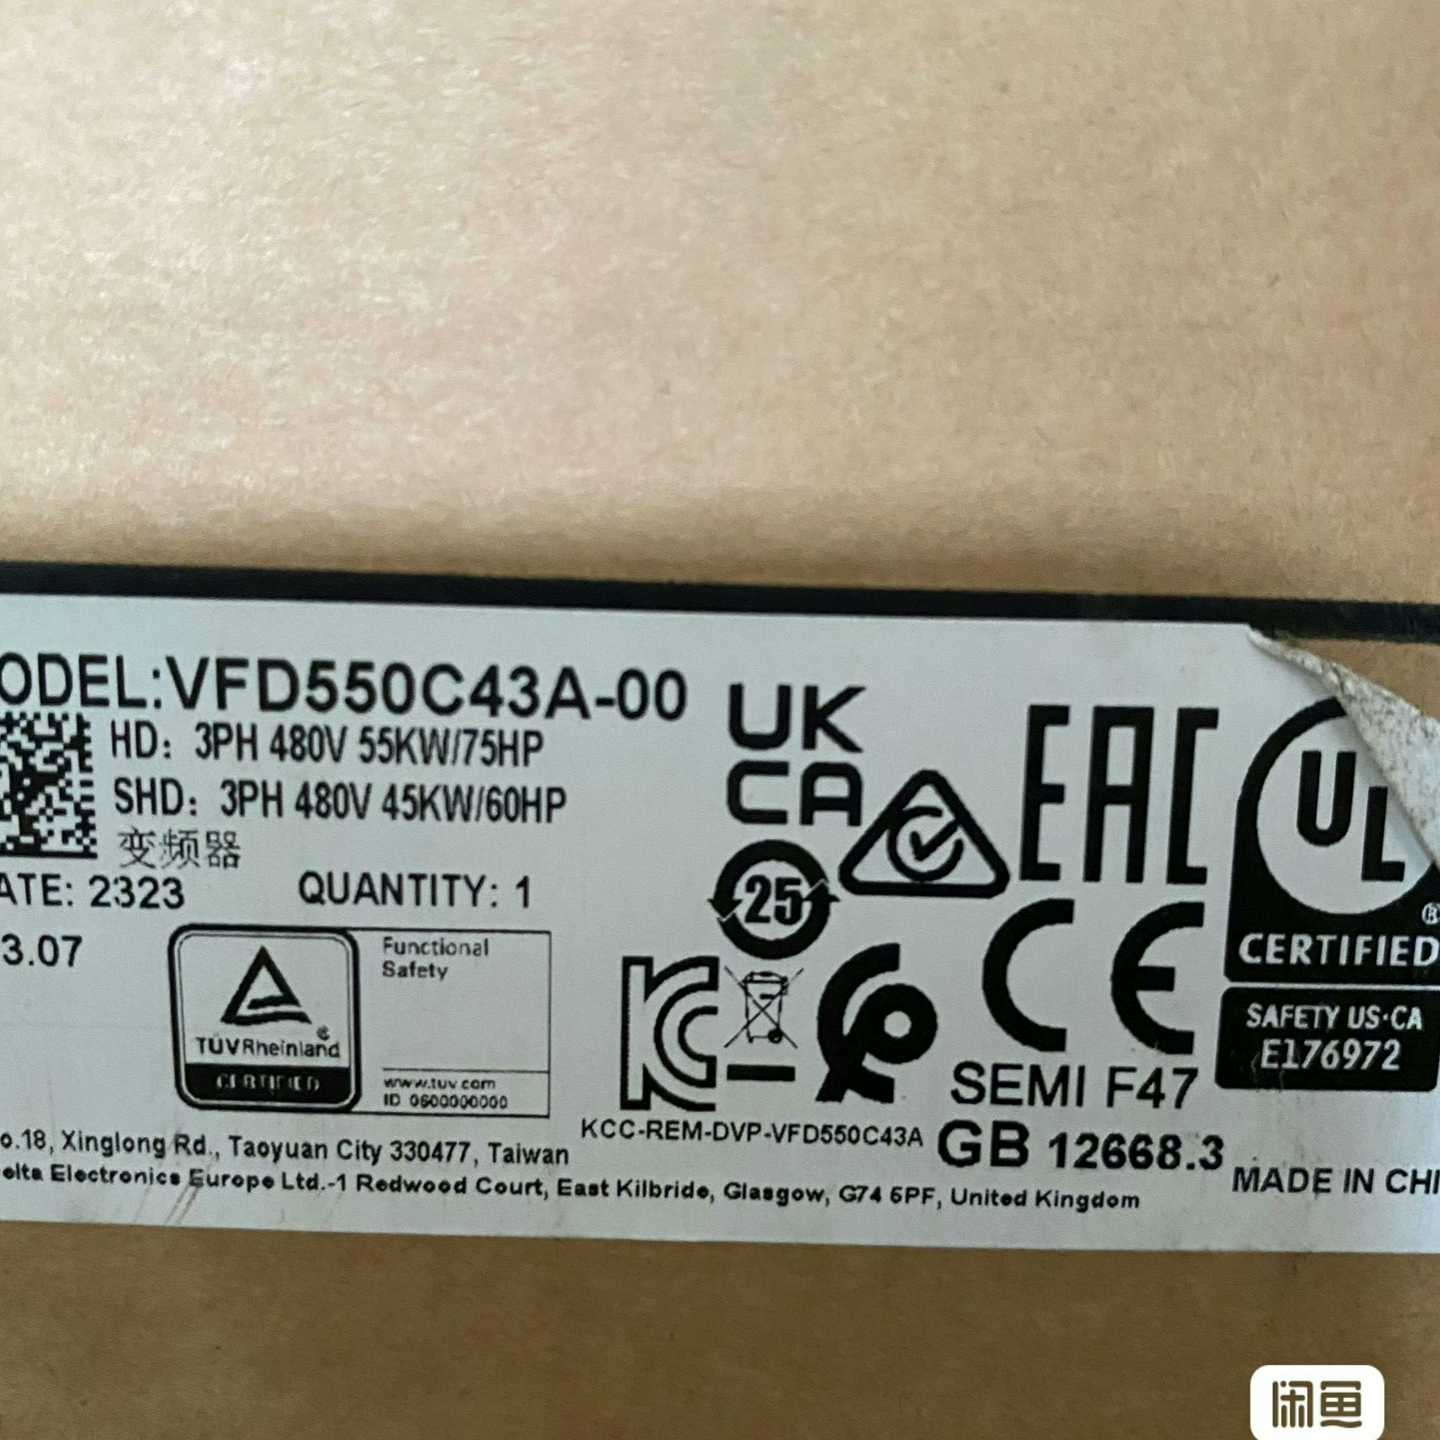 ODEL:VFD550C43A-00
HD: 3PH 480V 55KW/75HP
SHD: 3PH 480V 45KW/60HP
变频器
ATE: 2323 QUANTITY: 1
3.07
Functional
Safety
TÜVRheinland®
CERTIFIED
www.tuv.com
ID 0600000000
UK
CA
25
EAC
UL®
CERTIFIED
SAFETY US·CA
E176972
KC
CE
SEMI F47
KCC-REM-DVP-VFD550C43A
GB 12668.3
o.18, Xinglong Rd., Taoyuan City 330477, Taiwan
elta Electronics Europe Ltd.-1 Redwood Court, East Kilbride, Glasgow, G74 5PF, United Kingdom
MADE IN CHI
闲鱼